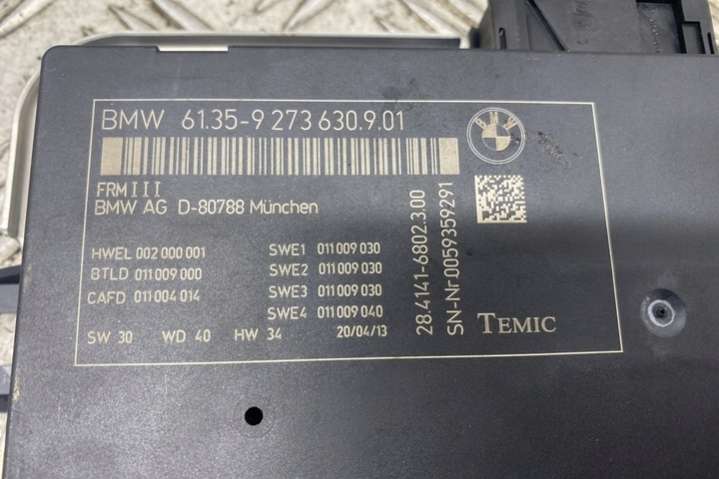 BMW 61.35-9 273 630.9.01
BMW
FRMIII
BMW AG D-80788 München
HWEL 002 000 001
BTLD 011 009 000
CAFD 011 004 014
SWE1 011 009 030
SWE2 011 009 030
SWE3 011 009 030
SWE4 011 009 040
SW 30 WD 40 HW 34 20/04/13
28.4141-6802.3.00
SN-Nr0059359291
TEMIC